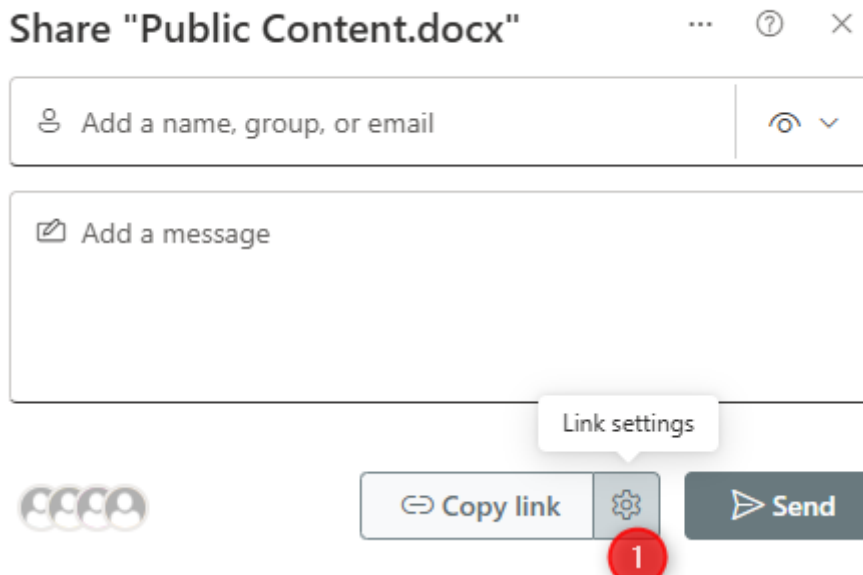 Share "Public Content.docx"
Add a name, group, or email
Add a message
Link settings
Copy link
Send
1